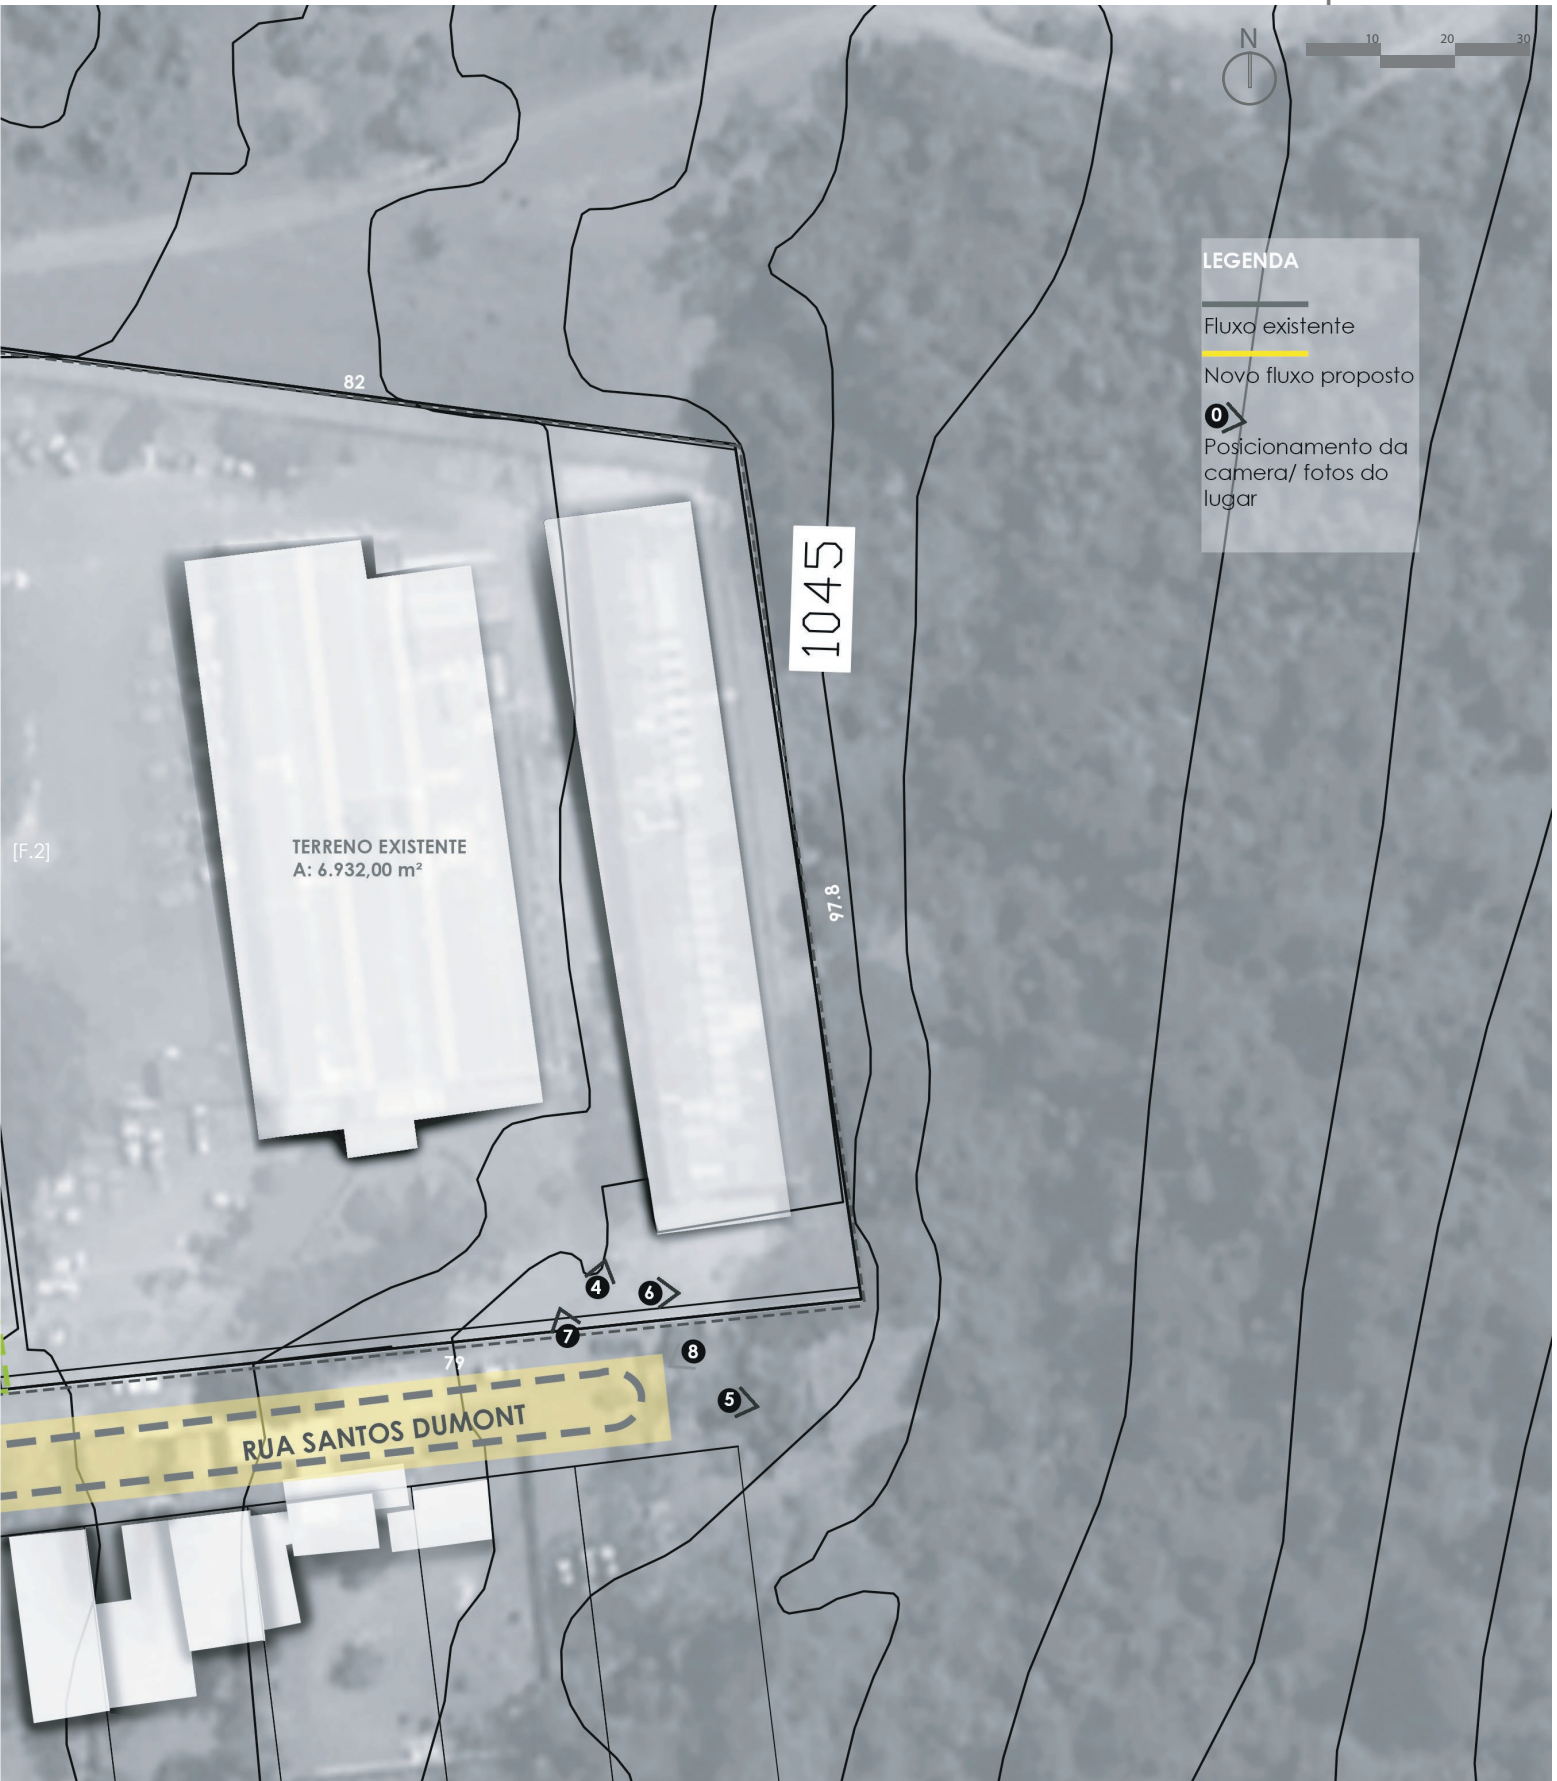 N
10 20 30
LEGENDA
Fluxo existente
Novo fluxo proposto
0
Posicionamento da
camera/ fotos do
lugar
82
1045
TERRENO EXISTENTE
A: 6.932,00 m²
[F.2]
97.8
4
6
7
8
79
5
RUA SANTOS DUMONT